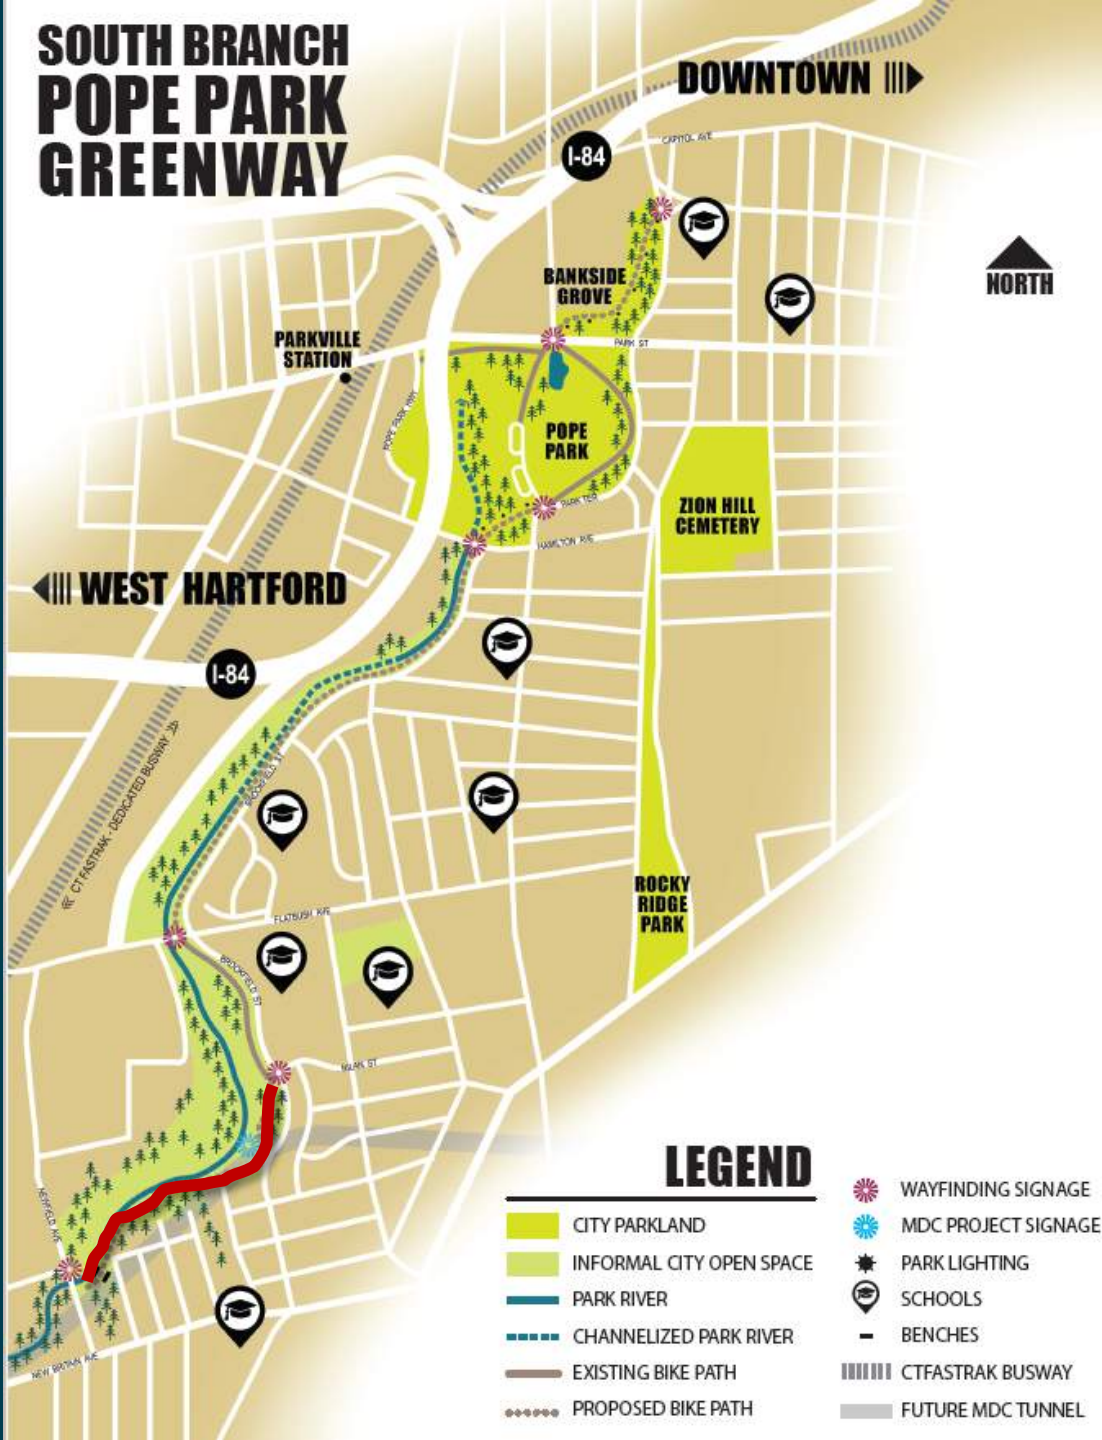 SOUTH BRANCH
POPE PARK
GREENWAY
DOWNTOWN
I-84
CAPITOL AVE
BANKSIDE
GROVE
NORTH
PARKVILLE
STATION
PARK ST
POPE PARK HWY
POPE
PARK
ZION HILL
CEMETERY
PARK TER
HAMILTON AVE
WEST HARTFORD
I-84
CTFASTRAK - DEDICATED BUSWAY
BROOKFIELD ST
ROCKY
RIDGE
PARK
FLATBUSH AVE
BROOKFIELD ST
NEWFIELD AVE
NEW BRITAIN AVE
LEGEND
CITY PARKLAND
INFORMAL CITY OPEN SPACE
PARK RIVER
CHANNELIZED PARK RIVER
EXISTING BIKE PATH
PROPOSED BIKE PATH
WAYFINDING SIGNAGE
MDC PROJECT SIGNAGE
PARK LIGHTING
SCHOOLS
BENCHES
CTFASTRAK BUSWAY
FUTURE MDC TUNNEL